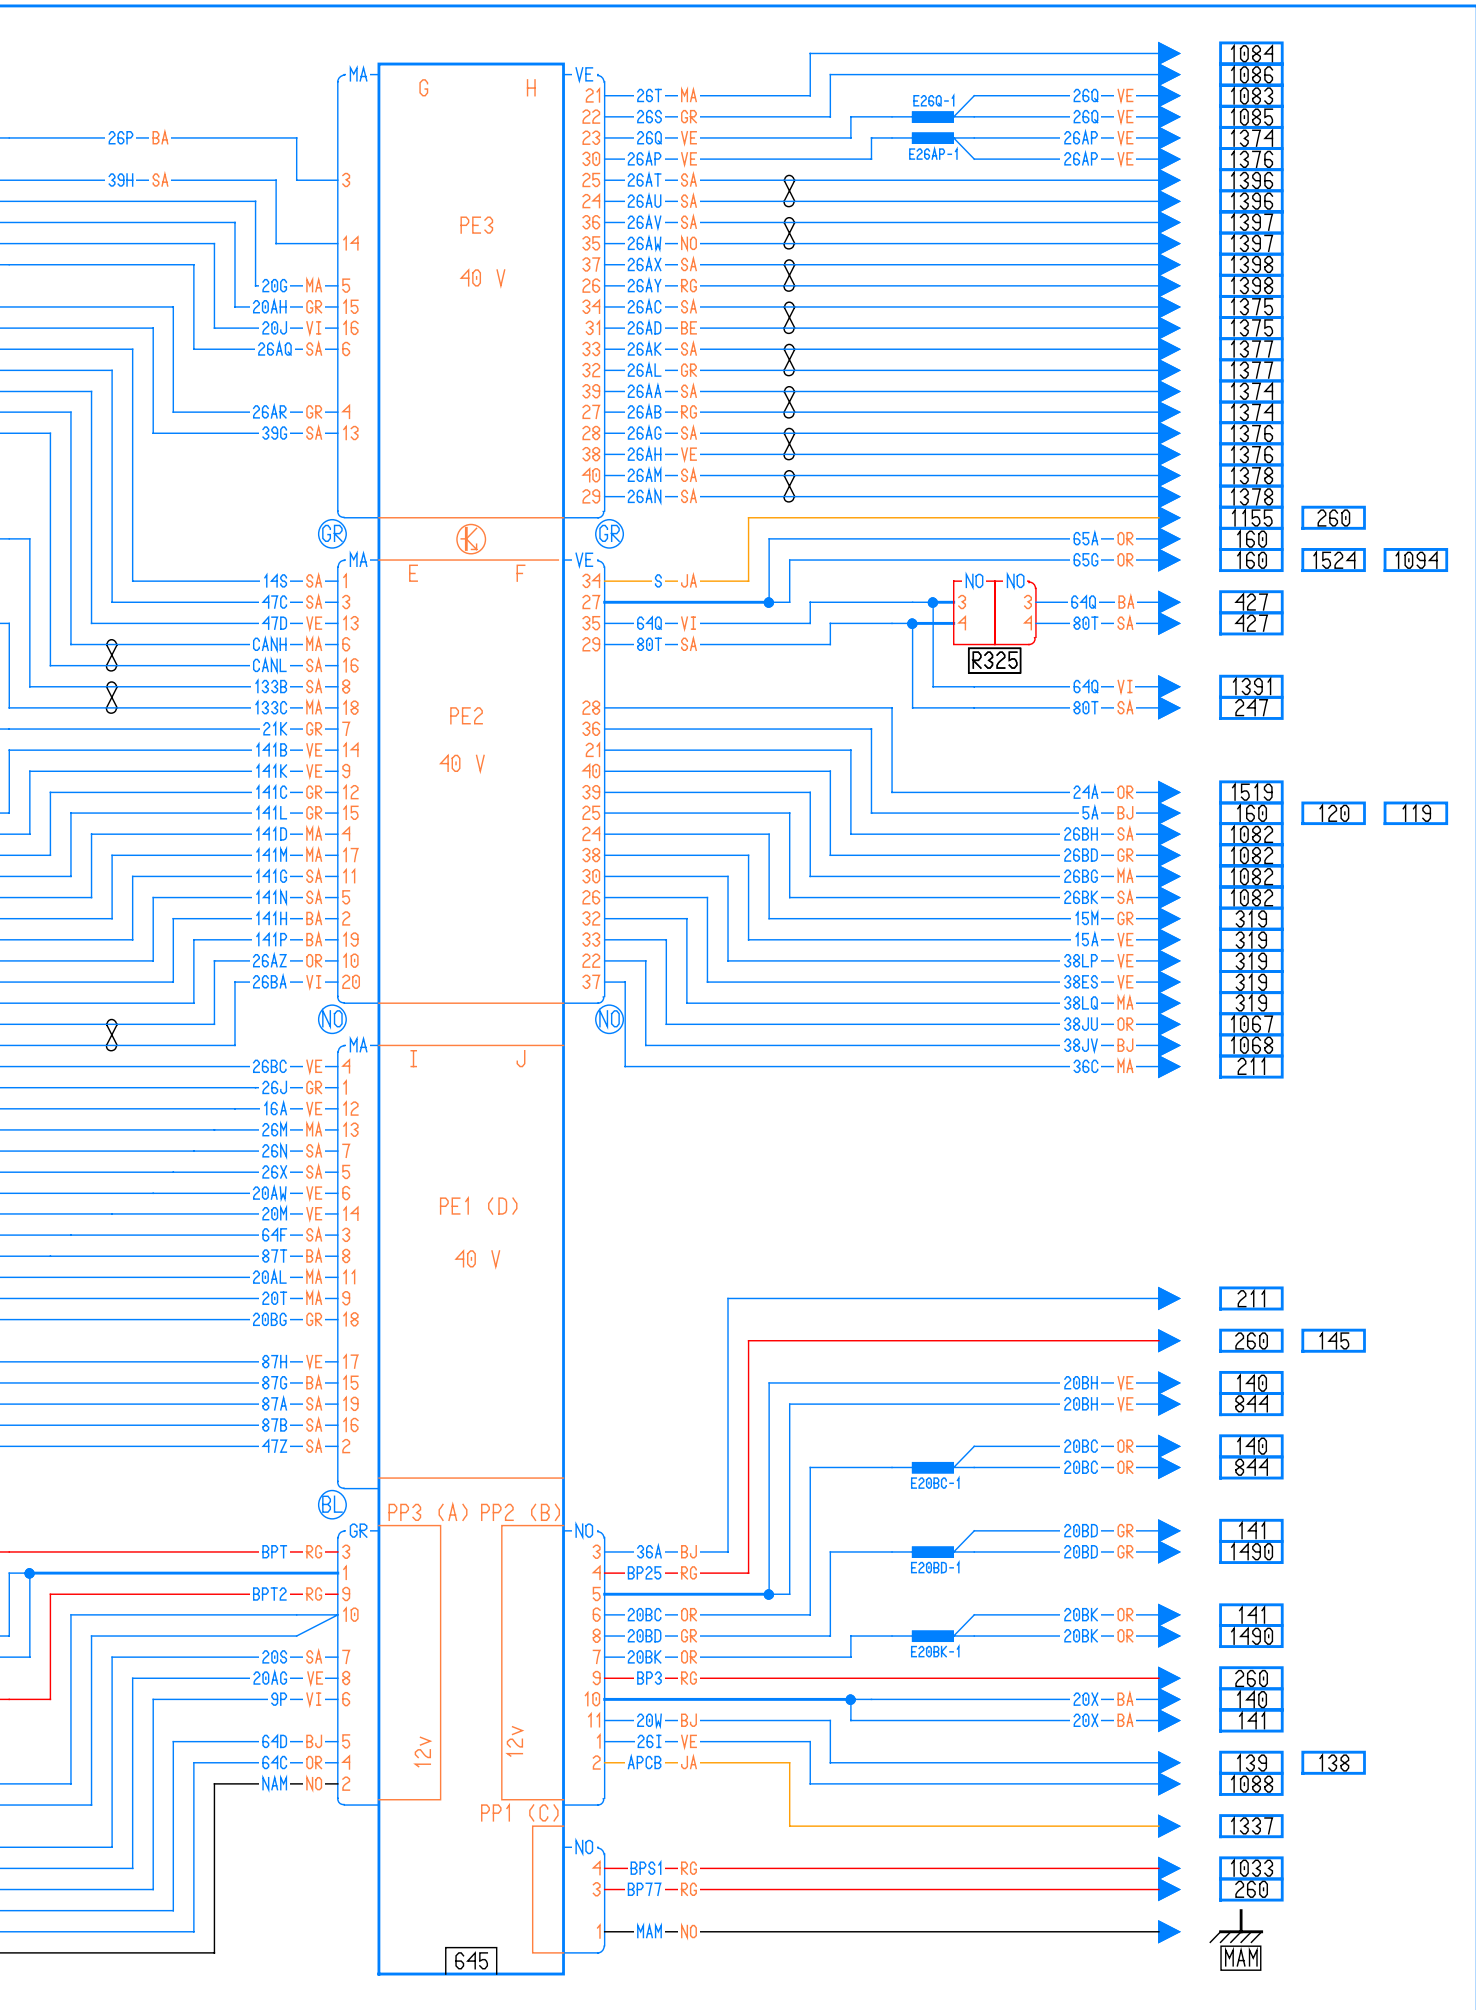 1084
MA G H VE
1086
21 26T MA E26Q-1 26Q VE 1083
22 26S GR 26Q VE 1085
26P BA 23 26Q VE 26AP VE 1374
30 26AP VE E26AP-1 26AP VE 1376
39H SA 3 25 26AT SA 1396
24 26AU SA 1396
PE3 36 26AV SA 1397
14 35 26AW NO 1397
37 26AX SA 1398
40 V
20G MA 5 26 26AY RG 1398
20AH GR 15 34 26AC SA 1375
20J VI 16 31 26AD BE 1375
26AQ SA 6 33 26AK SA 1377
32 26AL GR 1377
39 26AA SA 1374
26AR GR 4 27 26AB RG 1374
39G SA 13 28 26AG SA 1376
38 26AH VE 1376
40 26AM SA 1378
29 26AN SA 1378
1155 260
GR K GR 65A OR 160
MA VE 65G OR 160 1524 1094
E F
14S SA 1 34 S JA NO NO
47C SA 3 27 3 3 64Q BA 427
47D VE 13 35 64Q VI 4 4 80T SA 427
CANH MA 6 29 80T SA
CANL SA 16 R325
133B SA 8 64Q VI 1391
133C MA 18 28 80T SA 247
PE2
21K GR 7 36
141B VE 14 21
40 V
141K VE 9 40
141C GR 12 39 24A OR 1519
141L GR 15 25 5A BJ 160 120 119
141D MA 4 24 26BH SA 1082
141M MA 17 38 26BD GR 1082
141G SA 11 30 26BG MA 1082
141N SA 5 26 26BK SA 1082
141H BA 2 32 15M GR 319
141P BA 19 33 15A VE 319
26AZ OR 10 22 38LP VE 319
26BA VI 20 37 38ES VE 319
38LQ MA 319
NO NO 38JU OR 1067
MA 38JV BJ 1068
I J
26BC VE 4 36C MA 211
26J GR 1
16A VE 12
26M MA 13
26N SA 7
26X SA 5
20AW VE 6
PE1 (D)
20M VE 14
64F SA 3
87T BA 8
40 V
20AL MA 11
20T MA 9 211
20BG GR 18
260 145
87H VE 17
87G BA 15 20BH VE 140
87A SA 19 20BH VE 844
87B SA 16
47Z SA 2 20BC OR 140
20BC OR 844
E20BC-1
BL
PP3 (A) PP2 (B)
GR NO 20BD GR 141
BPT RG 3 3 36A BJ 20BD GR 1490
1 4 BP25 RG E20BD-1
BPT2 RG 9 5
10 6 20BC OR 20BK OR 141
8 20BD GR 20BK OR 1490
20S SA 7 7 20BK OR E20BK-1
20AG VE 8 9 BP3 RG 260
9P VI 6 10 20X BA 140
11 20W BJ 20X BA 141
64D BJ 5 12v 12v 1 26I VE
64C OR 4 2 APCB JA 139 138
NAM NO 2 1088
PP1 (C)
1337
NO
4 BPS1 RG 1033
3 BP77 RG 260
1 MAM NO
645 MAM